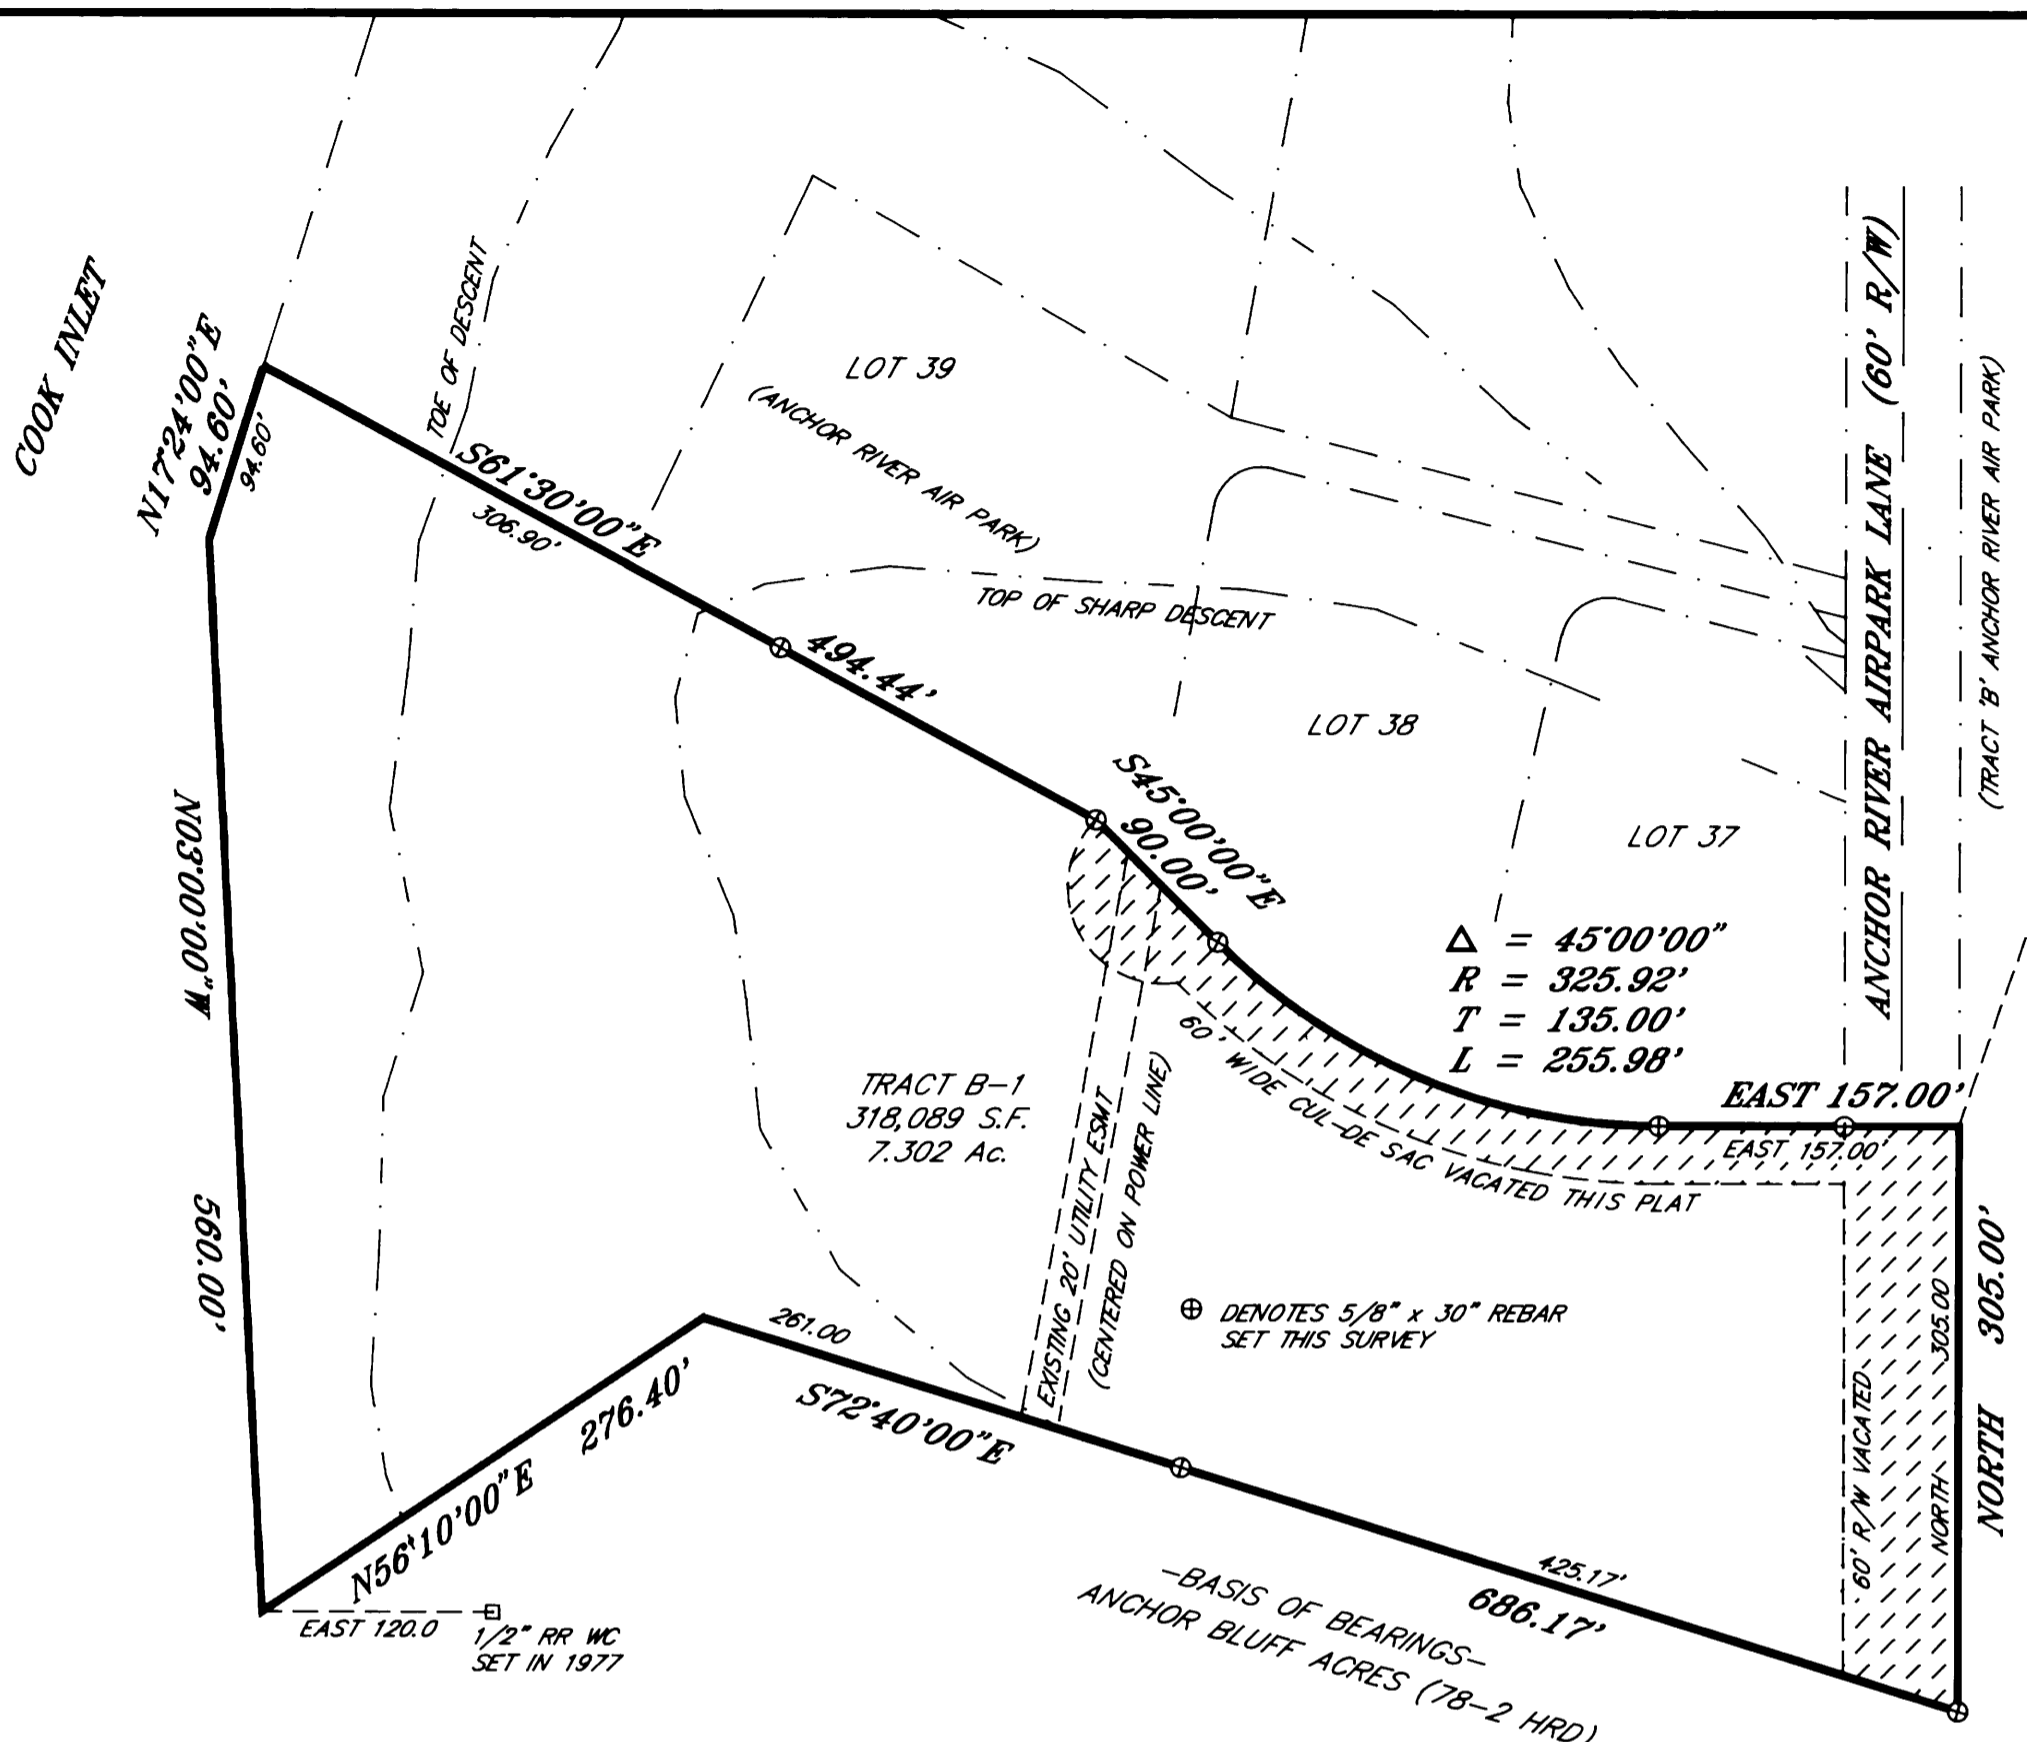 COOK INLET
N17°24'00"E
94.60'
94.60'
TOE OF DESCENT
S61°30'00"E
306.90'
494.44'
LOT 39
(ANCHOR RIVER AIR PARK)
TOP OF SHARP DESCENT
LOT 38
LOT 37
ANCHOR RIVER AIRPARK LANE (60' R/W)
(TRACT 'B' ANCHOR RIVER AIR PARK)
S45°00'00"E
90.00'
Δ = 45°00'00"
R = 325.92'
T = 135.00'
L = 255.98'
EAST 157.00'
EAST 157.00'
60' WIDE CUL-DE SAC VACATED THIS PLAT
N03°00'00"W
560.00'
TRACT B-1
318,089 S.F.
7.302 Ac.
EXISTING 20' UTILITY ESMT
(CENTERED ON POWER LINE)
⊕ DENOTES 5/8" x 30" REBAR
SET THIS SURVEY
NORTH 305.00'
NORTH 305.00
60' R/W VACATED
261.00
S72°40'00"E
N56°10'00"E 276.40'
425.17'
686.17'
-BASIS OF BEARINGS-
ANCHOR BLUFF ACRES (78-2 HRD)
EAST 120.0
1/2" RR WC
SET IN 1977